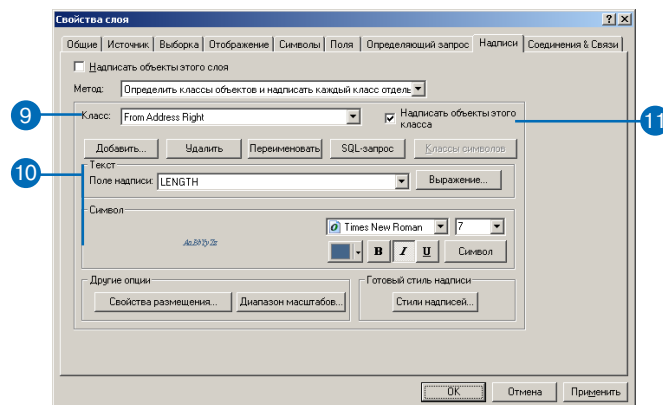 Свойства слоя
Общие Источник Выборка Отображение Символы Поля Определяющий запрос Надписи Соединения & Связи
Надписать объекты этого слоя
Метод: Определить классы объектов и надписать каждый класс отдель
9 Класс: From Address Right Надписать объекты этого класса 11
Добавить... Удалить Переименовать SQL-запрос Классы символов
10 Текст
Поле надписи: LENGTH Выражение...
Символ
AaBbYyZz Times New Roman 7
B I U Символ
Другие опции Готовый стиль надписи
Свойства размещения... Диапазон масштабов... Стили надписей...
OK Отмена Применить